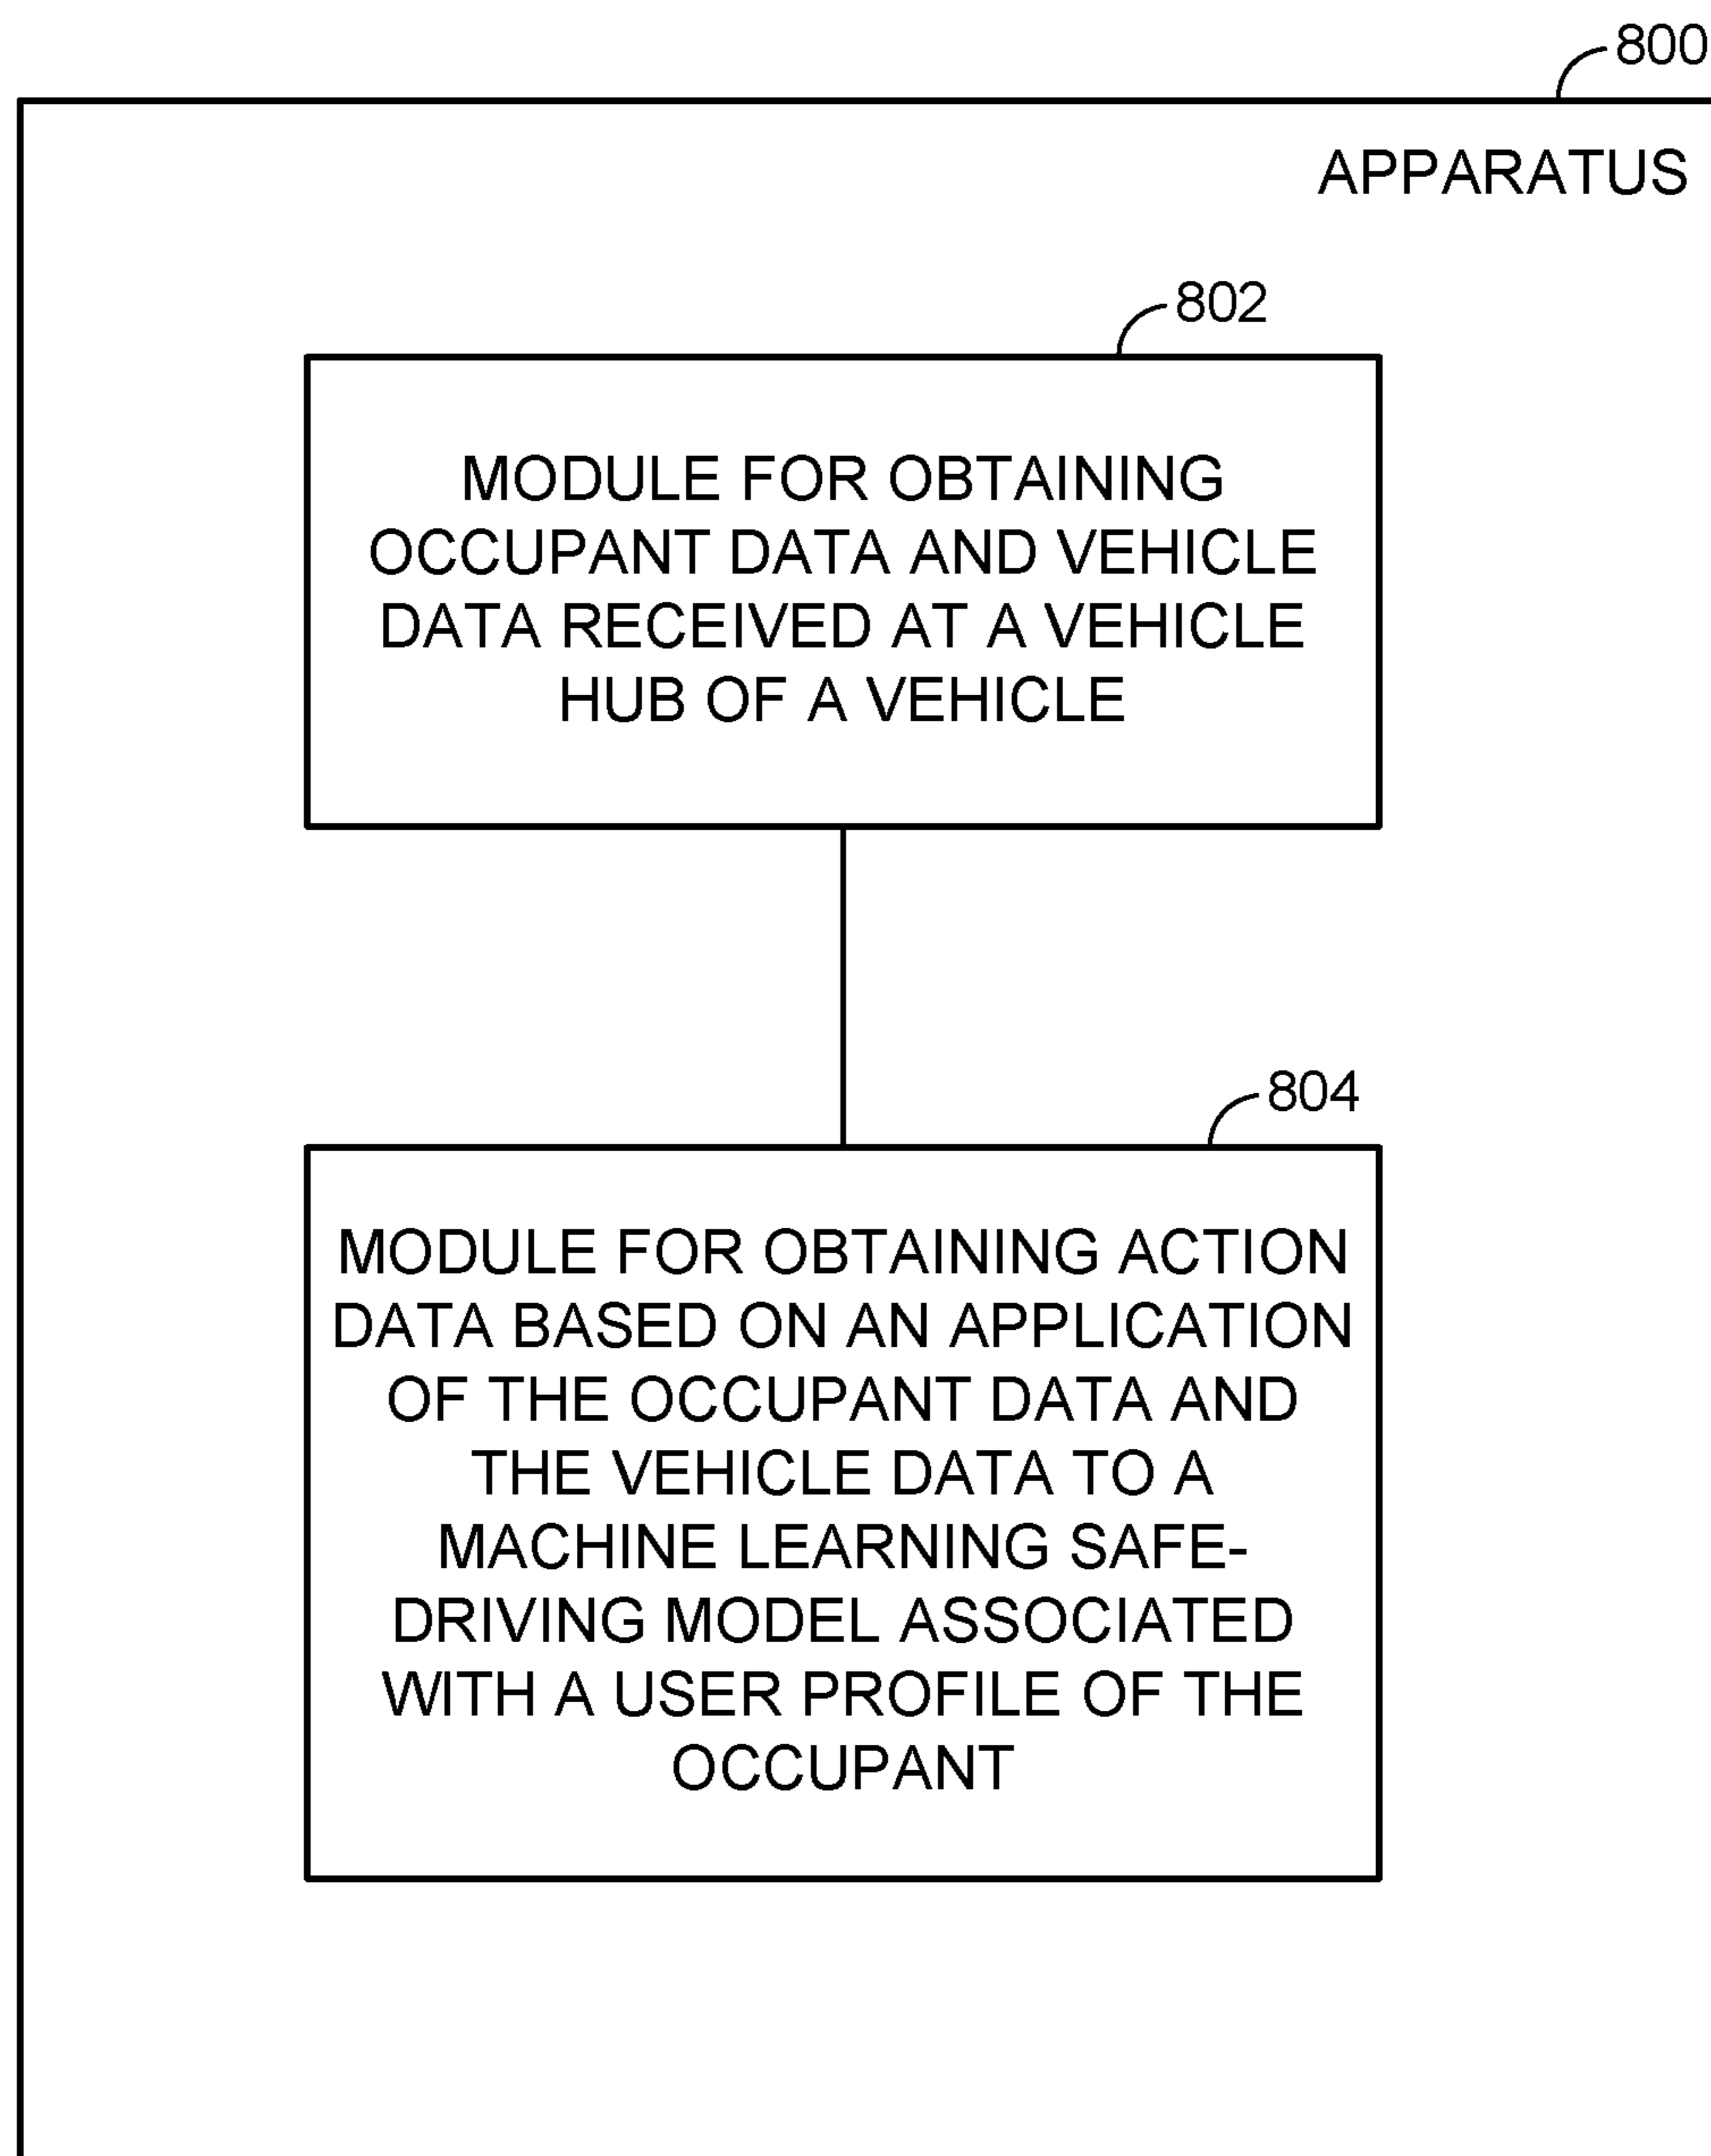 800
APPARATUS
802
MODULE FOR OBTAINING
OCCUPANT DATA AND VEHICLE
DATA RECEIVED AT A VEHICLE
HUB OF A VEHICLE
804
MODULE FOR OBTAINING ACTION
DATA BASED ON AN APPLICATION
OF THE OCCUPANT DATA AND
THE VEHICLE DATA TO A
MACHINE LEARNING SAFE-
DRIVING MODEL ASSOCIATED
WITH A USER PROFILE OF THE
OCCUPANT